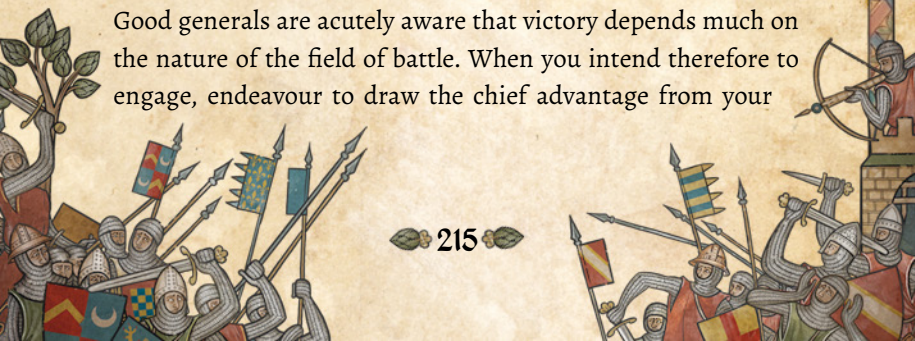 Good generals are acutely aware that victory depends much on
the nature of the field of battle. When you intend therefore to
engage, endeavour to draw the chief advantage from your
215